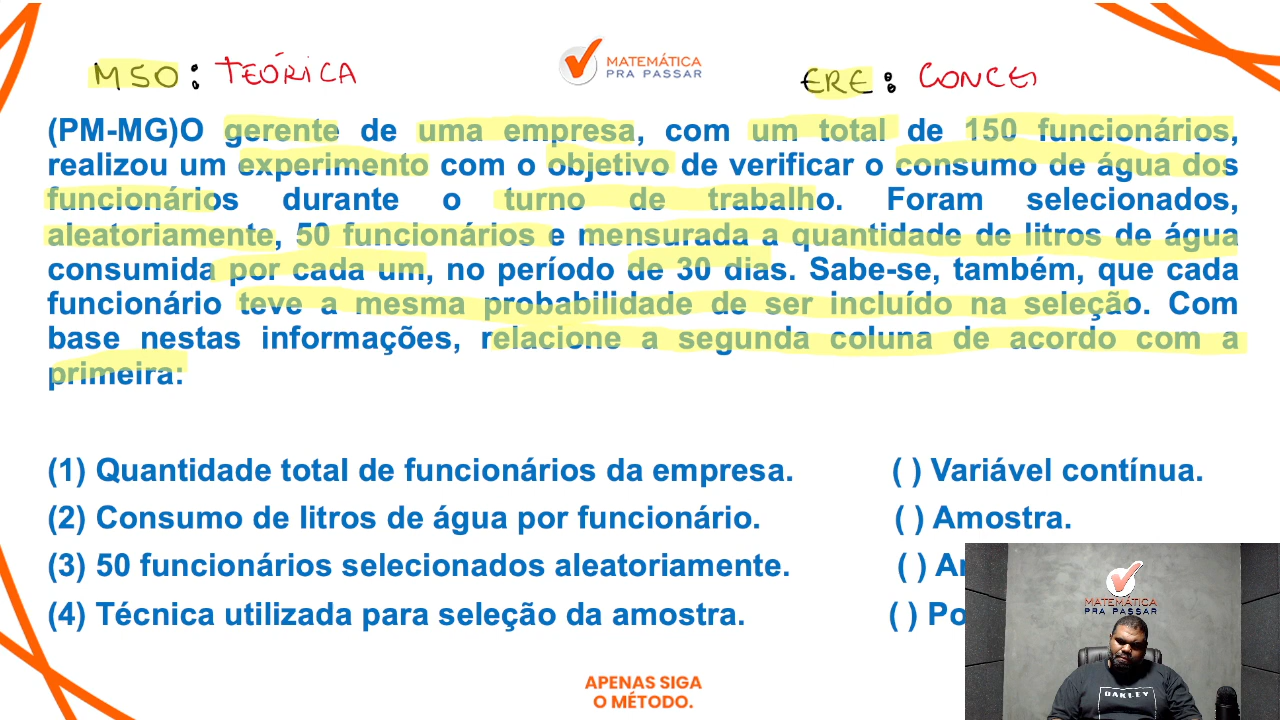 MSO: TEÓRICA
MATEMÁTICA
PRA PASSAR
ERE: CONCE
(PM-MG)O gerente de uma empresa, com um total de 150 funcionários,
realizou um experimento com o objetivo de verificar o consumo de água dos
funcionários durante o turno de trabalho. Foram selecionados,
aleatoriamente, 50 funcionários e mensurada a quantidade de litros de água
consumida por cada um, no período de 30 dias. Sabe-se, também, que cada
funcionário teve a mesma probabilidade de ser incluído na seleção. Com
base nestas informações, relacione a segunda coluna de acordo com a
primeira:
(1) Quantidade total de funcionários da empresa. ( ) Variável contínua.
(2) Consumo de litros de água por funcionário. ( ) Amostra.
(3) 50 funcionários selecionados aleatoriamente. ( ) A
(4) Técnica utilizada para seleção da amostra. ( ) Po
MATEMÁTICA
PRA PASSAR
OAKLEY
APENAS SIGA
O MÉTODO.